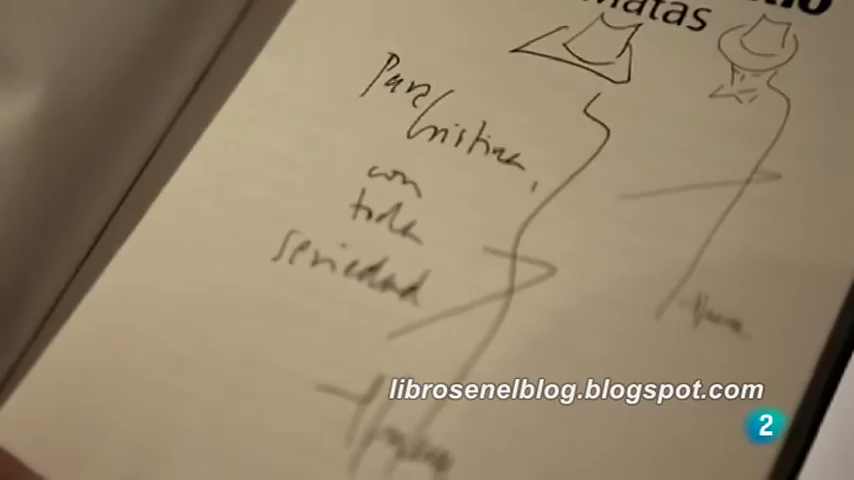 Matas
Para
Cristina,
con
toda
seriedad
librosenelblog.blogspot.com
2